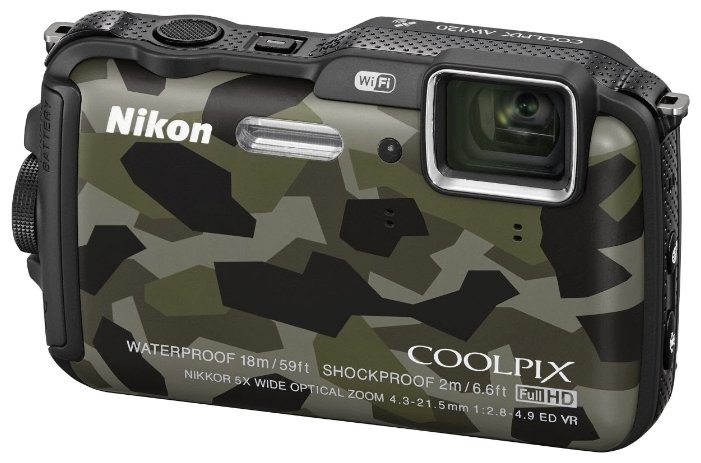 COOLPIX AW120
WiFi
BATTERY
Nikon
COOLPIX
WATERPROOF 18m/59ft SHOCKPROOF 2m/6.6ft Full HD
NIKKOR 5X WIDE OPTICAL ZOOM 4.3-21.5mm 1:2.8-4.9 ED VR